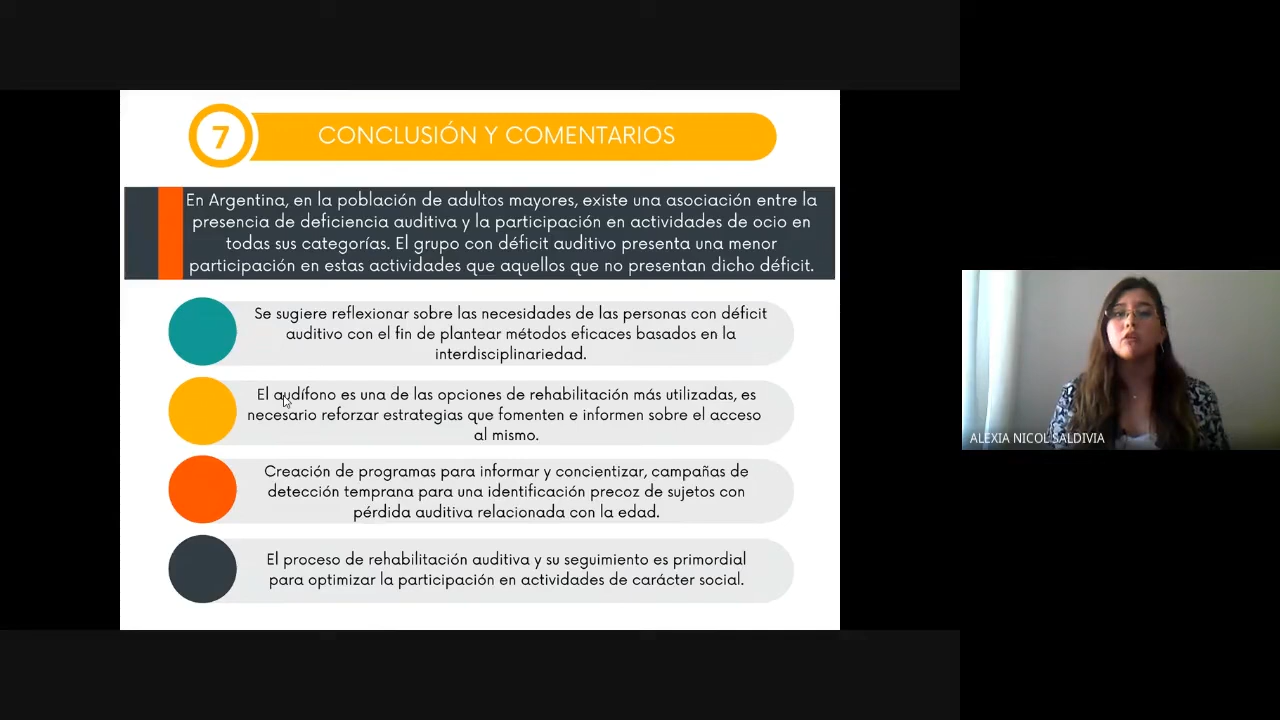 7
CONCLUSIÓN Y COMENTARIOS
En Argentina, en la población de adultos mayores, existe una asociación entre la
presencia de deficiencia auditiva y la participación en actividades de ocio en
todas sus categorías. El grupo con déficit auditivo presenta una menor
participación en estas actividades que aquellos que no presentan dicho déficit.
Se sugiere reflexionar sobre las necesidades de las personas con déficit
auditivo con el fin de plantear métodos eficaces basados en la
interdisciplinariedad.
El audífono es una de las opciones de rehabilitación más utilizadas, es
necesario reforzar estrategias que fomenten e informen sobre el acceso
al mismo.
Creación de programas para informar y concientizar, campañas de
detección temprana para una identificación precoz de sujetos con
pérdida auditiva relacionada con la edad.
El proceso de rehabilitación auditiva y su seguimiento es primordial
para optimizar la participación en actividades de carácter social.
ALEXIA NICOL SALDIVIA